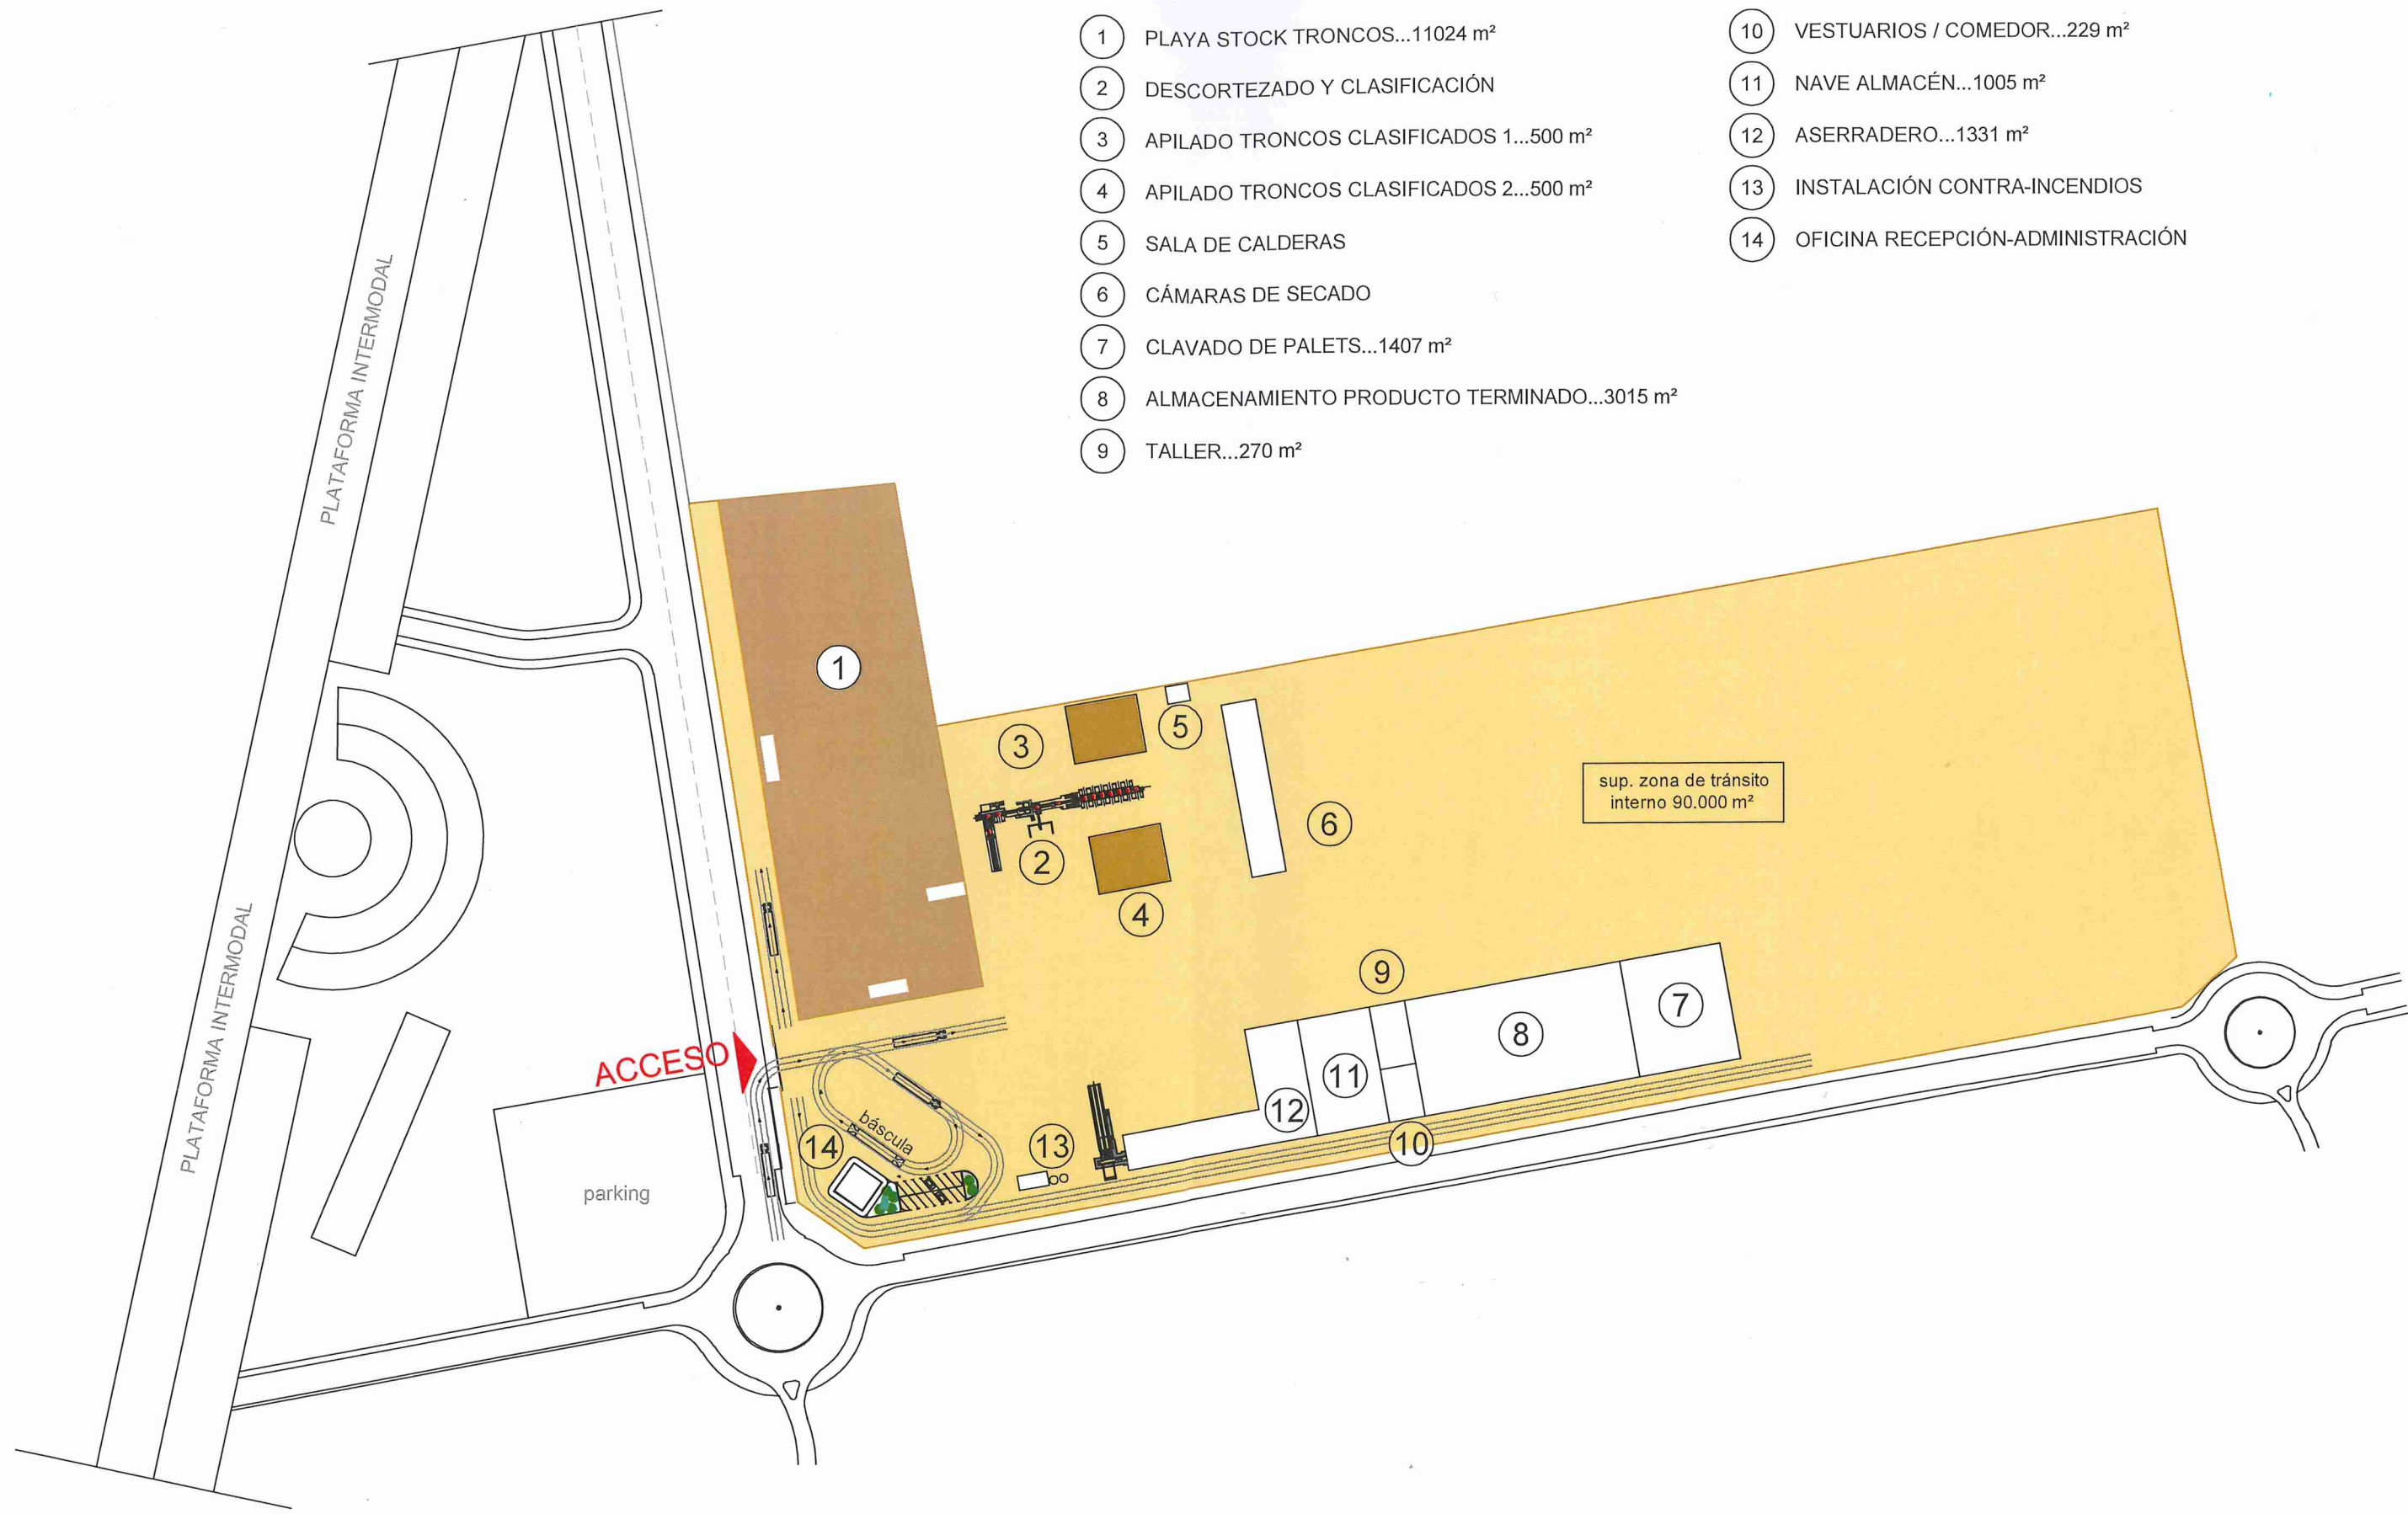 1 PLAYA STOCK TRONCOS...11024 m²
2 DESCORTEZADO Y CLASIFICACIÓN
3 APILADO TRONCOS CLASIFICADOS 1...500 m²
4 APILADO TRONCOS CLASIFICADOS 2...500 m²
5 SALA DE CALDERAS
6 CÁMARAS DE SECADO
7 CLAVADO DE PALETS...1407 m²
8 ALMACENAMIENTO PRODUCTO TERMINADO...3015 m²
9 TALLER...270 m²
10 VESTUARIOS / COMEDOR...229 m²
11 NAVE ALMACÉN...1005 m²
12 ASERRADERO...1331 m²
13 INSTALACIÓN CONTRA-INCENDIOS
14 OFICINA RECEPCIÓN-ADMINISTRACIÓN
PLATAFORMA INTERMODAL
PLATAFORMA INTERMODAL
1
3
5
2
6
4
sup. zona de tránsito
interno 90.000 m²
9
8
7
11
12
10
ACCESO
báscula
14
13
parking